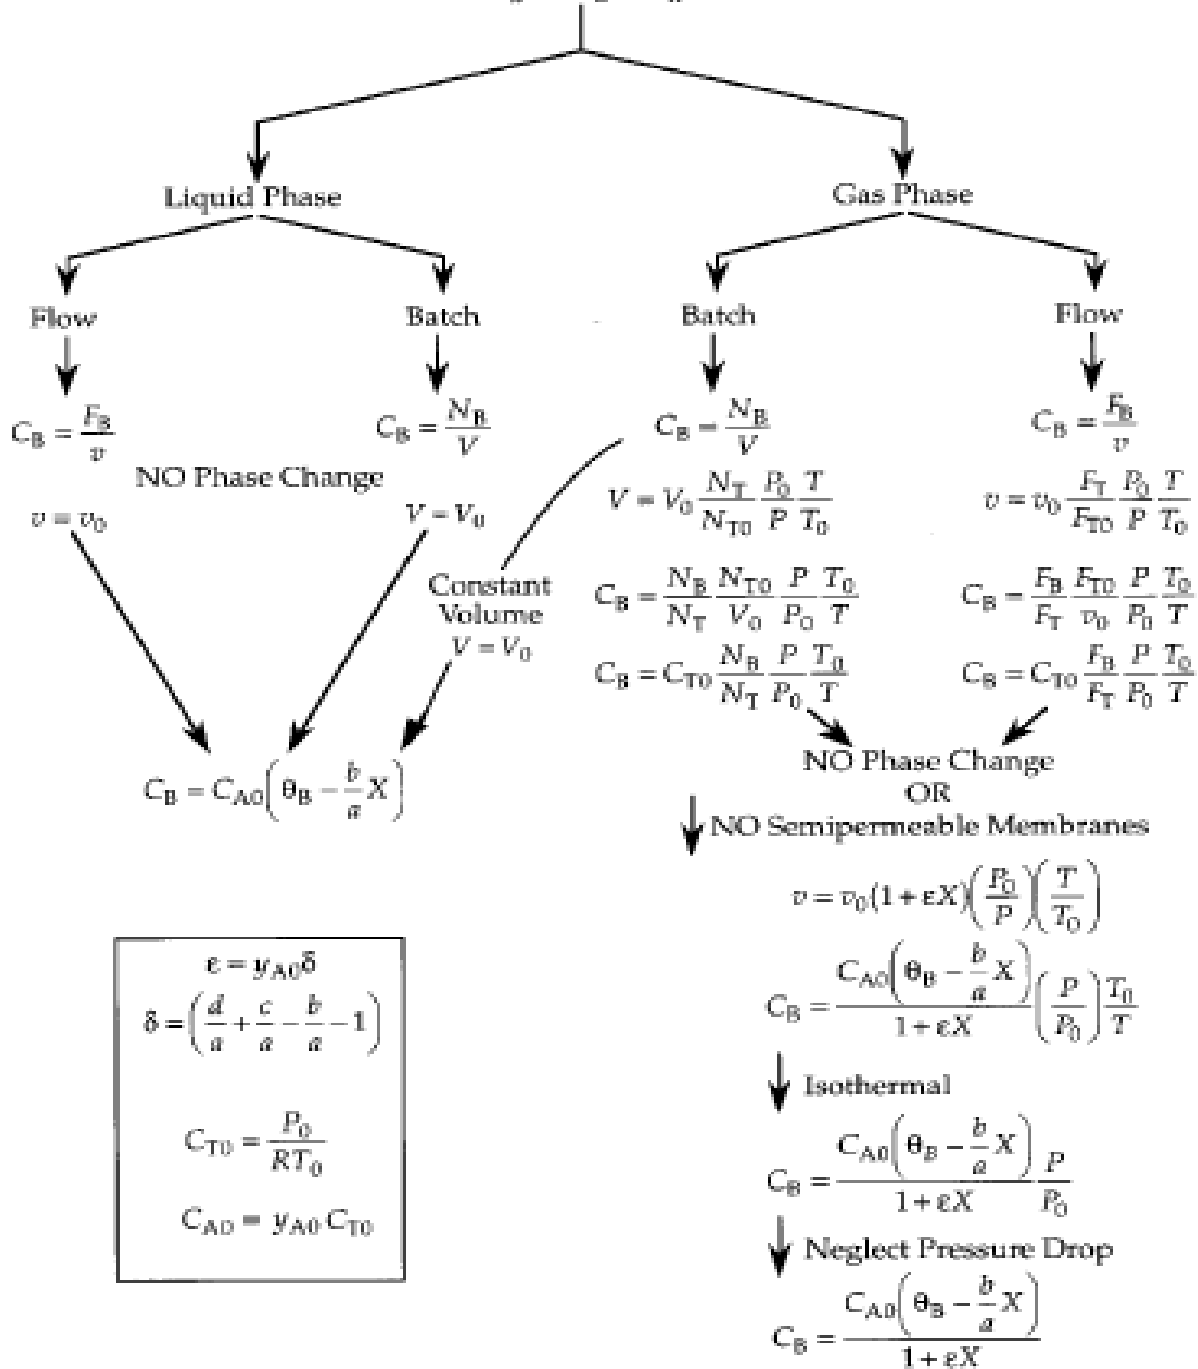 Liquid Phase
Gas Phase
Flow
Batch
Batch
Flow
C_B = F_B / v
C_B = N_B / V
C_B = N_B / V
C_B = F_B / v
NO Phase Change
V = V_0 (N_T / N_T0) (P_0 / P) (T / T_0)
v = v_0 (F_T / F_T0) (P_0 / P) (T / T_0)
v = v_0
V = V_0
Constant
Volume
V = V_0
C_B = (N_B / N_T) (N_T0 / V_0) (P / P_0) (T_0 / T)
C_B = (F_B / F_T) (F_T0 / v_0) (P / P_0) (T_0 / T)
C_B = C_T0 (N_B / N_T) (P / P_0) (T_0 / T)
C_B = C_T0 (F_B / F_T) (P / P_0) (T_0 / T)
C_B = C_A0 (θ_B − (b/a) X)
NO Phase Change
OR
NO Semipermeable Membranes
v = v_0 (1 + εX) (P_0 / P) (T / T_0)
C_B = [C_A0 (θ_B − (b/a) X) / (1 + εX)] (P / P_0) T_0 / T
Isothermal
C_B = [C_A0 (θ_B − (b/a) X) / (1 + εX)] P / P_0
Neglect Pressure Drop
C_B = C_A0 (θ_B − (b/a) X) / (1 + εX)
ε = y_A0 δ
δ = (d/a + c/a − b/a − 1)
C_T0 = P_0 / RT_0
C_A0 = y_A0 C_T0